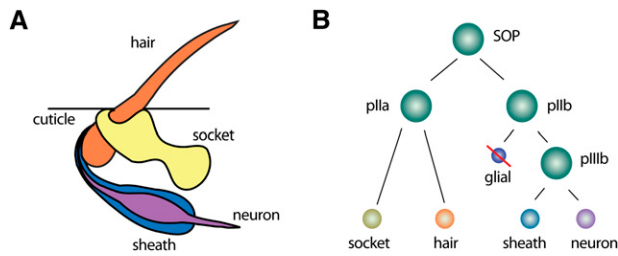 A
hair
cuticle
socket
neuron
sheath
B
SOP
pIIa
pIIb
glial
pIIIb
socket
hair
sheath
neuron